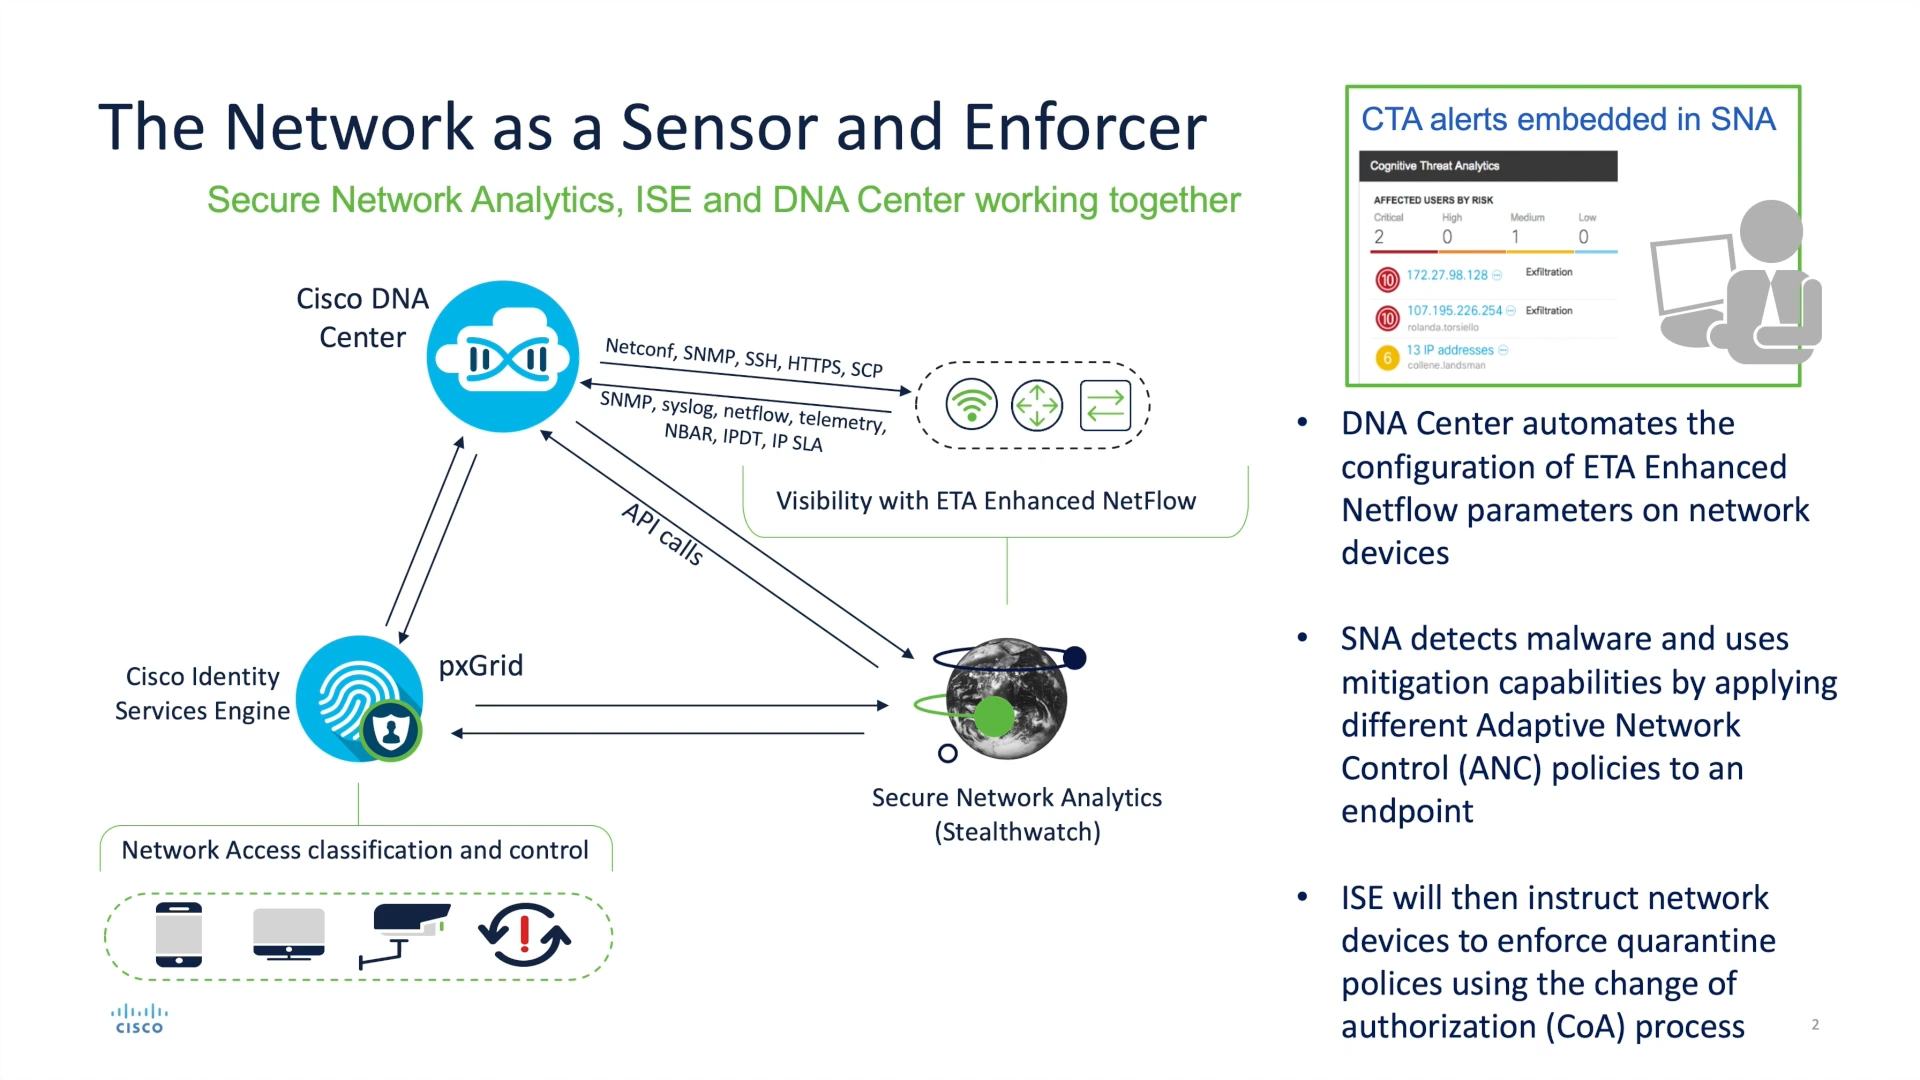 The Network as a Sensor and Enforcer
Secure Network Analytics, ISE and DNA Center working together
CTA alerts embedded in SNA
Cognitive Threat Analytics
AFFECTED USERS BY RISK
Critical High Medium Low
2 0 1 0
10 172.27.98.128 Exfiltration
10 107.195.226.254 Exfiltration
rolanda.torsiello
6 13 IP addresses
collene.landsman
Cisco DNA
Center
Netconf, SNMP, SSH, HTTPS, SCP
SNMP, syslog, netflow, telemetry,
NBAR, IPDT, IP SLA
Visibility with ETA Enhanced NetFlow
API calls
Cisco Identity
Services Engine
pxGrid
Secure Network Analytics
(Stealthwatch)
Network Access classification and control
• DNA Center automates the
configuration of ETA Enhanced
Netflow parameters on network
devices
• SNA detects malware and uses
mitigation capabilities by applying
different Adaptive Network
Control (ANC) policies to an
endpoint
• ISE will then instruct network
devices to enforce quarantine
polices using the change of
authorization (CoA) process
CISCO
2